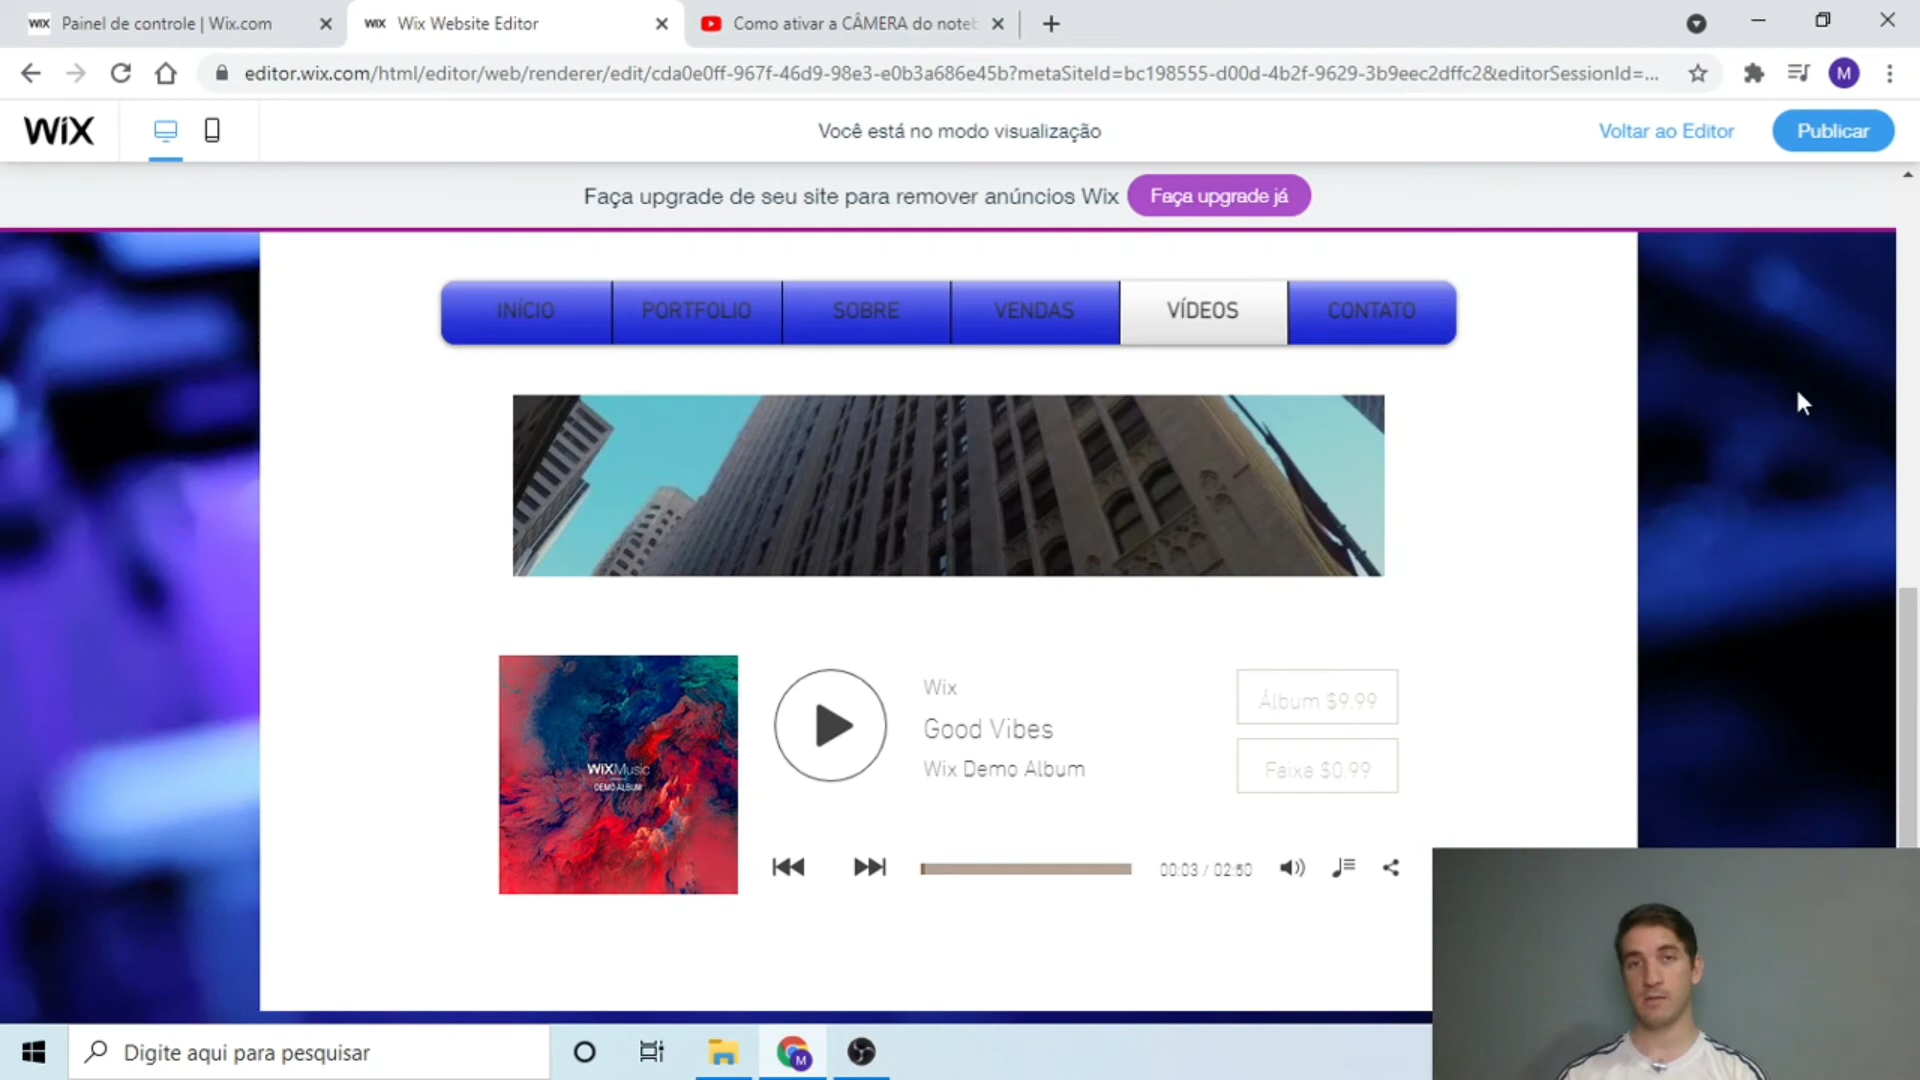 WiX Painel de controle | Wix.com
WiX Wix Website Editor
Como ativar a CÂMERA do noteb
editor.wix.com/html/editor/web/renderer/edit/cda0e0ff-967f-46d9-98e3-e0b3a686e45b?metaSiteId=bc198555-d00d-4b2f-9629-3b9eec2dffc2&editorSessionId=...
M
WiX
Você está no modo visualização
Voltar ao Editor
Publicar
Faça upgrade de seu site para remover anúncios Wix
Faça upgrade já
INÍCIO
PORTFOLIO
SOBRE
VENDAS
VÍDEOS
CONTATO
Wix
Good Vibes
Wix Demo Album
Álbum $9.99
Faixa $0.99
WiXMusic
DEMO ALBUM
00:03 / 02:50
Digite aqui para pesquisar
M